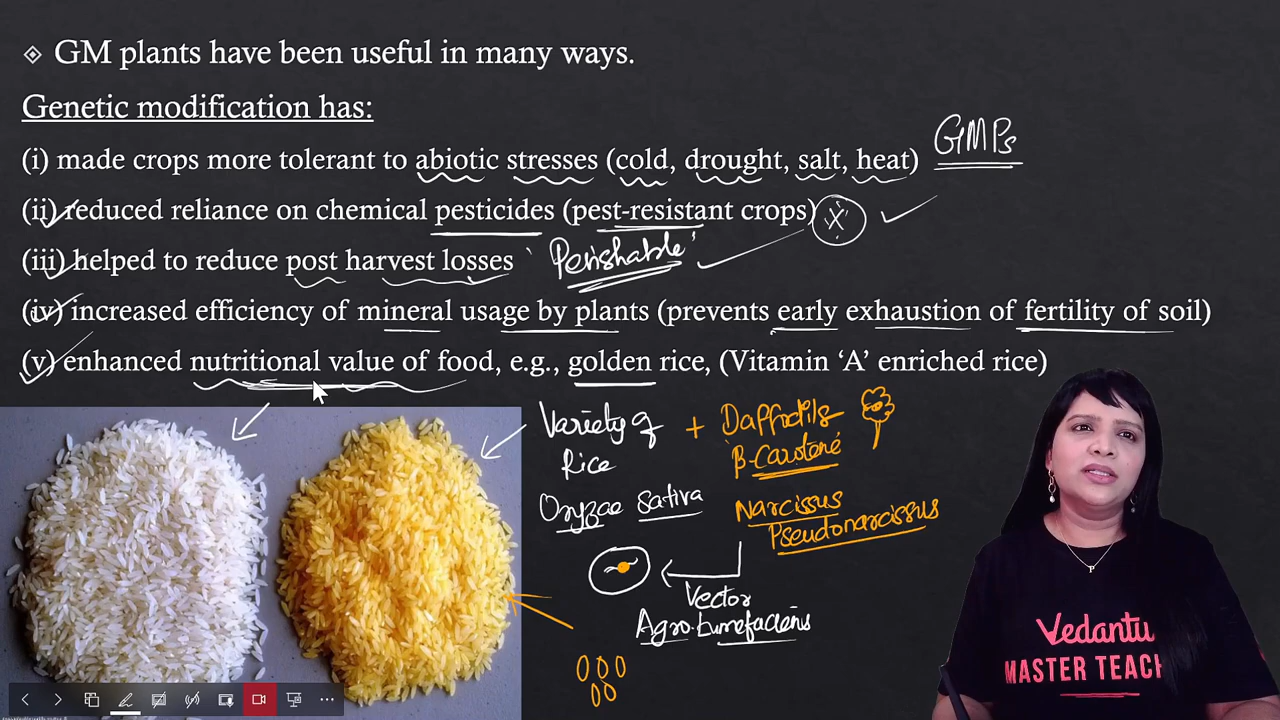 GM plants have been useful in many ways.
Genetic modification has:
(i) made crops more tolerant to abiotic stresses (cold, drought, salt, heat) GMPs
(ii) reduced reliance on chemical pesticides (pest-resistant crops)
(iii) helped to reduce post harvest losses 'Perishable'
(iv) increased efficiency of mineral usage by plants (prevents early exhaustion of fertility of soil)
(v) enhanced nutritional value of food, e.g., golden rice, (Vitamin 'A' enriched rice)
Variety of + Daffodils
Rice β-Carotene
Oryzae Sativa Narcissus
Pseudonarcissus
Vector
Agro.tumefaciens
Vedantu
MASTER TEACH
P